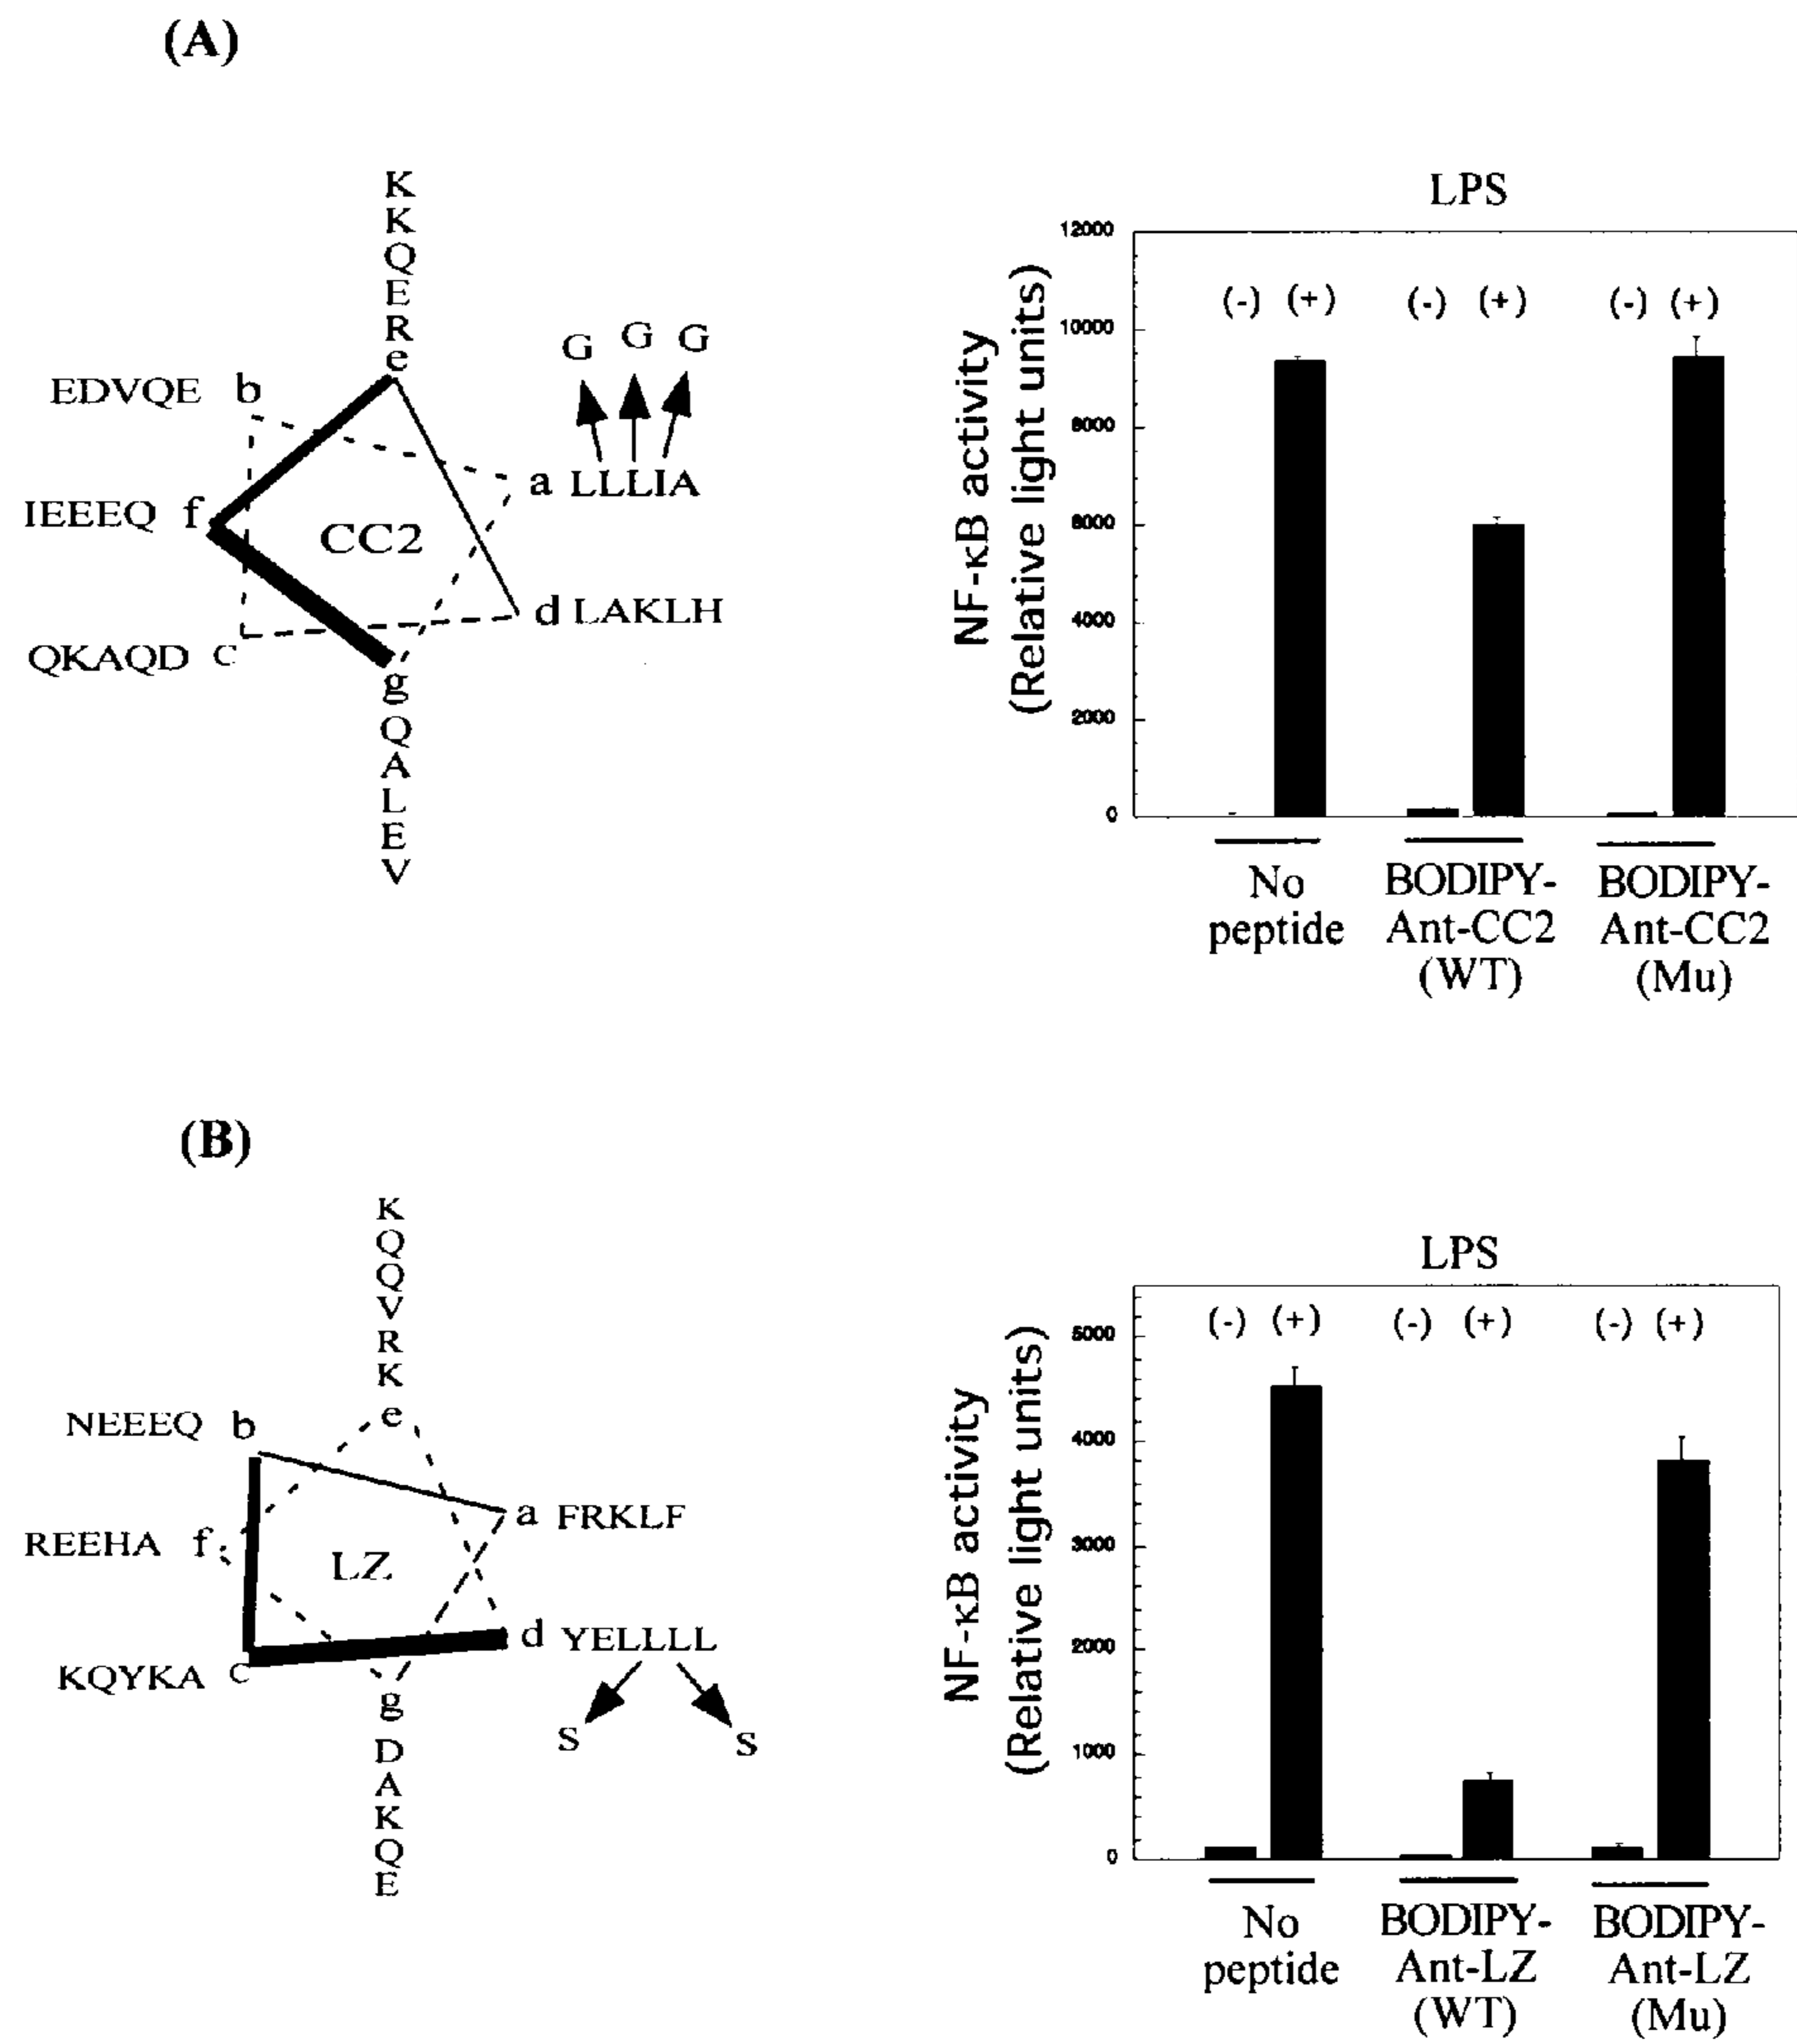 (A)
K
K
Q
E
R
e
EDVQE b
G G G
a LLLIA
IEEEQ f
CC2
d LAKLH
QKAQD c
g
Q
A
L
E
V
LPS
NF-κB activity
(Relative light units)
12000
10000
8000
6000
4000
2000
0
(-) (+) (-) (+) (-) (+)
No
peptide
BODIPY-
Ant-CC2
(WT)
BODIPY-
Ant-CC2
(Mu)
(B)
K
Q
Q
V
R
K
e
NEEEQ b
a FRKLF
REEHA f
LZ
d YELLLL
KQYKA c
S S
g
D
A
K
Q
E
LPS
NF-κB activity
(Relative light units)
5000
4000
3000
2000
1000
0
(-) (+) (-) (+) (-) (+)
No
peptide
BODIPY-
Ant-LZ
(WT)
BODIPY-
Ant-LZ
(Mu)